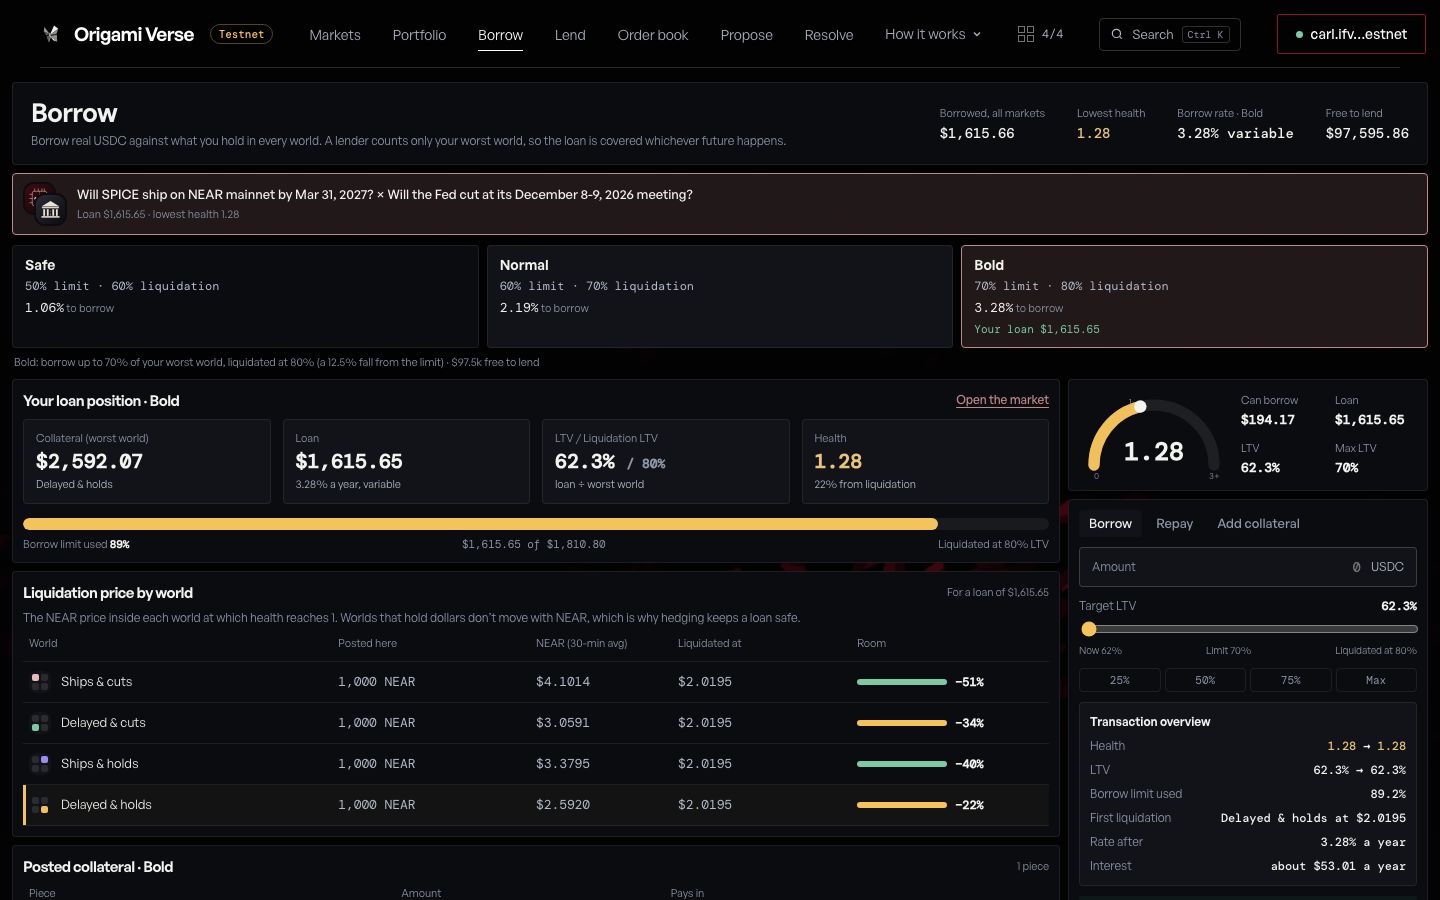 Origami Verse Testnet Markets Portfolio Borrow Lend Order book Propose Resolve How it works 4/4 Search Ctrl K carl.ifv...estnet
Borrow
Borrow real USDC against what you hold in every world. A lender counts only your worst world, so the loan is covered whichever future happens.
Borrowed, all markets Lowest health Borrow rate · Bold Free to lend
$1,615.66 1.28 3.28% variable $97,595.86
Will SPICE ship on NEAR mainnet by Mar 31, 2027? × Will the Fed cut at its December 8-9, 2026 meeting?
Loan $1,615.65 · lowest health 1.28
Safe
50% limit · 60% liquidation
1.06% to borrow
Normal
60% limit · 70% liquidation
2.19% to borrow
Bold
70% limit · 80% liquidation
3.28% to borrow
Your loan $1,615.65
Bold: borrow up to 70% of your worst world, liquidated at 80% (a 12.5% fall from the limit) · $97.5k free to lend
Your loan position · Bold Open the market
Collateral (worst world)
$2,592.07
Delayed & holds
Loan
$1,615.65
3.28% a year, variable
LTV / Liquidation LTV
62.3% / 80%
loan ÷ worst world
Health
1.28
22% from liquidation
Borrow limit used 89% $1,615.65 of $1,810.80 Liquidated at 80% LTV
Liquidation price by world For a loan of $1,615.65
The NEAR price inside each world at which health reaches 1. Worlds that hold dollars don't move with NEAR, which is why hedging keeps a loan safe.
World Posted here NEAR (30-min avg) Liquidated at Room
Ships & cuts 1,000 NEAR $4.1014 $2.0195 −51%
Delayed & cuts 1,000 NEAR $3.0591 $2.0195 −34%
Ships & holds 1,000 NEAR $3.3795 $2.0195 −40%
Delayed & holds 1,000 NEAR $2.5920 $2.0195 −22%
Posted collateral · Bold 1 piece
Piece Amount Pays in
1
1.28
0 3+
Can borrow Loan
$194.17 $1,615.65
LTV Max LTV
62.3% 70%
Borrow Repay Add collateral
Amount 0 USDC
Target LTV 62.3%
Now 62% Limit 70% Liquidated at 80%
25% 50% 75% Max
Transaction overview
Health 1.28 → 1.28
LTV 62.3% → 62.3%
Borrow limit used 89.2%
First liquidation Delayed & holds at $2.0195
Rate after 3.28% a year
Interest about $53.01 a year